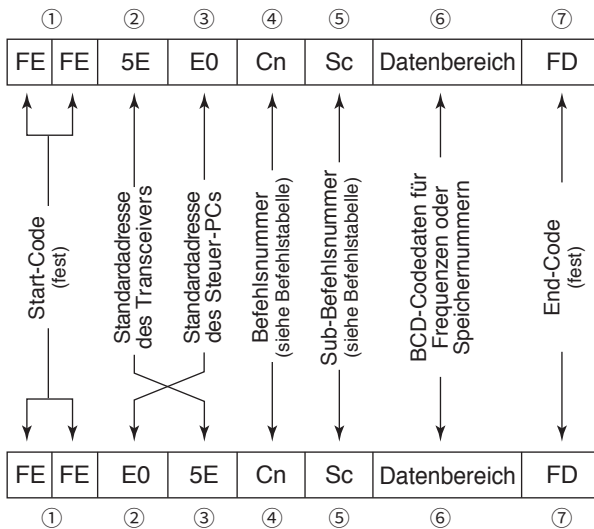 ① ② ③ ④ ⑤ ⑥ ⑦
FE FE 5E E0 Cn Sc Datenbereich FD
Start-Code
(fest)
Standardadresse
des Transceivers
Standardadresse
des Steuer-PCs
Befehlsnummer
(siehe Befehlstabelle)
Sub-Befehlsnummer
(siehe Befehlstabelle)
BCD-Codedaten für
Frequenzen oder
Speichernummern
End-Code
(fest)
FE FE E0 5E Cn Sc Datenbereich FD
① ② ③ ④ ⑤ ⑥ ⑦